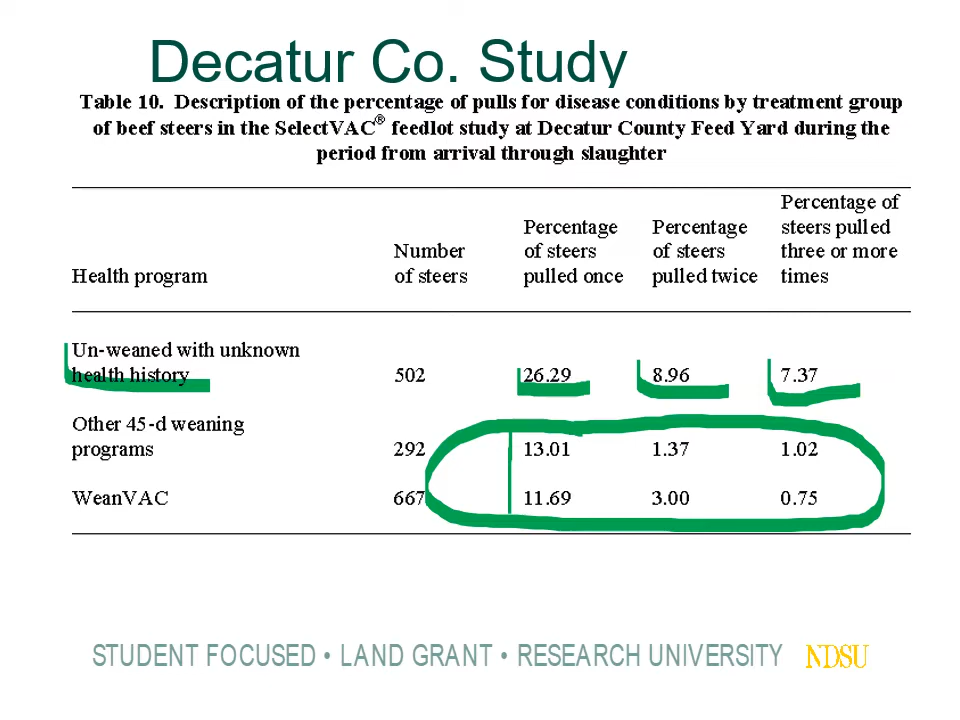 Decatur Co. Study
Table 10. Description of the percentage of pulls for disease conditions by treatment group
of beef steers in the SelectVAC® feedlot study at Decatur County Feed Yard during the
period from arrival through slaughter
Health program
Number
of steers
Percentage
of steers
pulled once
Percentage
of steers
pulled twice
Percentage of
steers pulled
three or more
times
Un-weaned with unknown
health history 502 26.29 8.96 7.37
Other 45-d weaning
programs 292 13.01 1.37 1.02
WeanVAC 667 11.69 3.00 0.75
STUDENT FOCUSED • LAND GRANT • RESEARCH UNIVERSITY NDSU